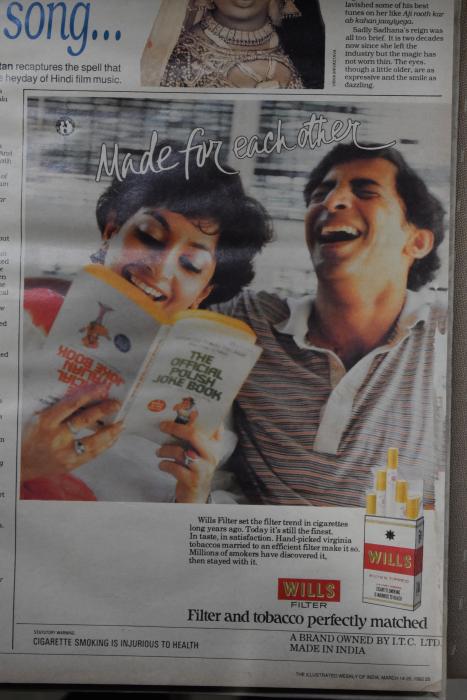 song...
tan recaptures the spell that
e heyday of Hindi film music.
lavished some of his best
tunes on her like Aji rooth kar
ab kahan jaayiyega.
Sadly Sadhana's reign was
all too brief. It is two decades
now since she left the
industry but the magic has
not worn thin. The eyes,
though a little older, are as
expressive and the smile as
dazzling.
Made for each other
JOKE BOOK
THE
OFFICIAL
POLISH
JOKE BOOK
Wills Filter set the filter trend in cigarettes
long years ago. Today it's still the finest.
In taste, in satisfaction. Hand-picked virginia
tobaccos married to an efficient filter make it so.
Millions of smokers have discovered it,
then stayed with it.
WILLS
WILLS
FILTER
Filter and tobacco perfectly matched
STATUTORY WARNING
CIGARETTE SMOKING IS INJURIOUS TO HEALTH
A BRAND OWNED BY I.T.C. LTD.
MADE IN INDIA
THE ILLUSTRATED WEEKLY OF INDIA, MARCH